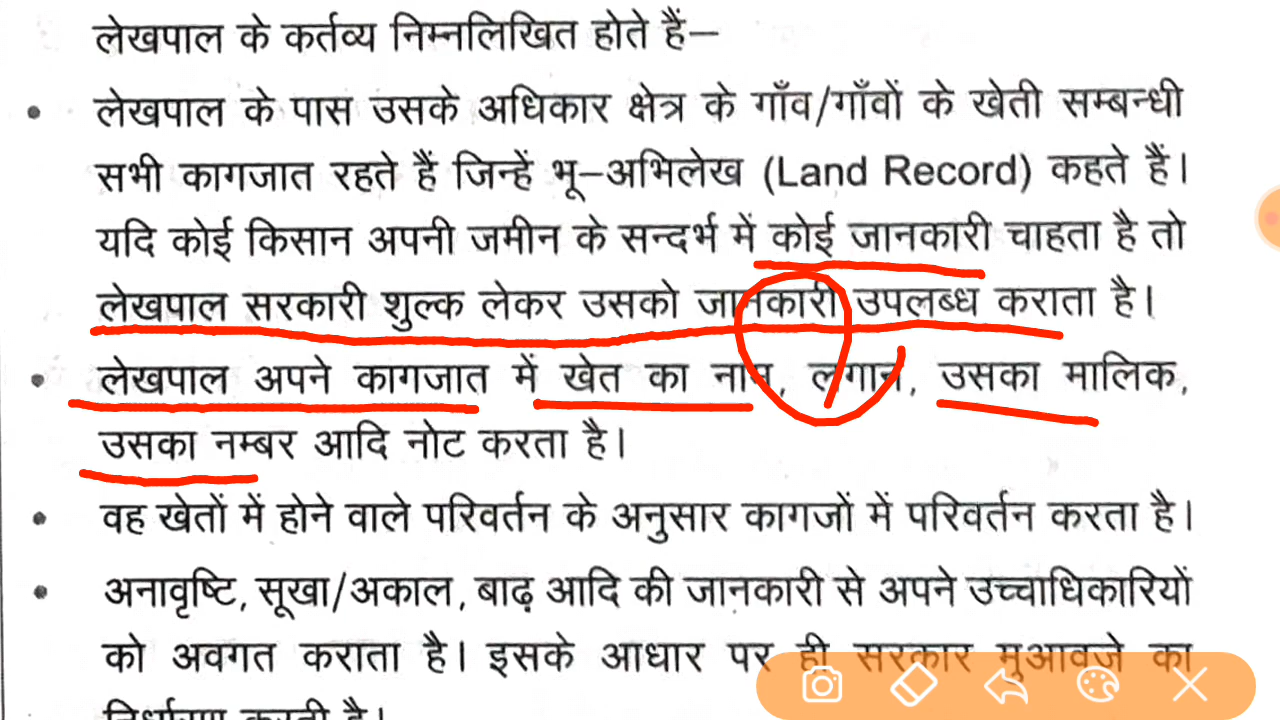 लेखपाल के कर्तव्य निम्नलिखित होते हैं–
• लेखपाल के पास उसके अधिकार क्षेत्र के गाँव/गाँवों के खेती सम्बन्धी
सभी कागजात रहते हैं जिन्हें भू–अभिलेख (Land Record) कहते हैं।
यदि कोई किसान अपनी जमीन के सन्दर्भ में कोई जानकारी चाहता है तो
लेखपाल सरकारी शुल्क लेकर उसको जानकारी उपलब्ध कराता है।
• लेखपाल अपने कागजात में खेत का नाप, लगान, उसका मालिक,
उसका नम्बर आदि नोट करता है।
• वह खेतों में होने वाले परिवर्तन के अनुसार कागजों में परिवर्तन करता है।
• अनावृष्टि, सूखा/अकाल, बाढ़ आदि की जानकारी से अपने उच्चाधिकारियों
को अवगत कराता है। इसके आधार पर ही सरकार मुआवजे का
निर्धारण करती है।